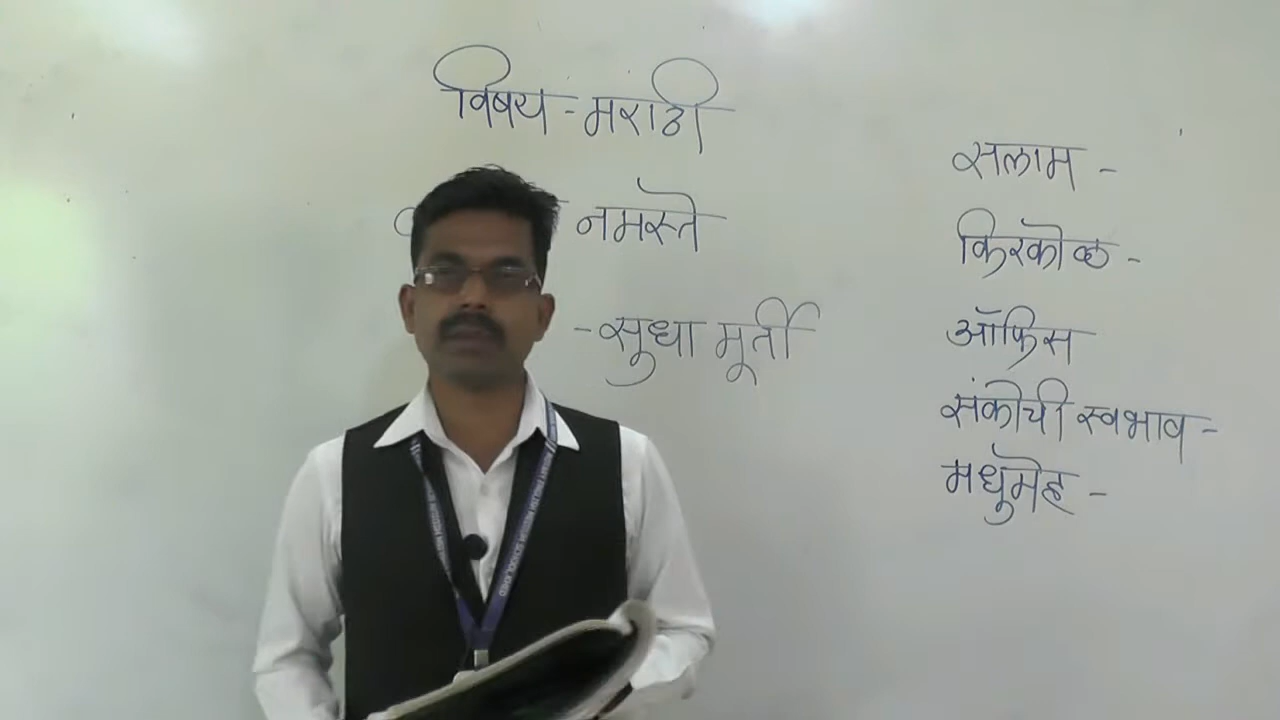 विषय - मराठी
नमस्ते
- सुधा मूर्ती
सलाम -
किरकोळ -
ऑफिस
संकोची स्वभाव -
मधुमेह -